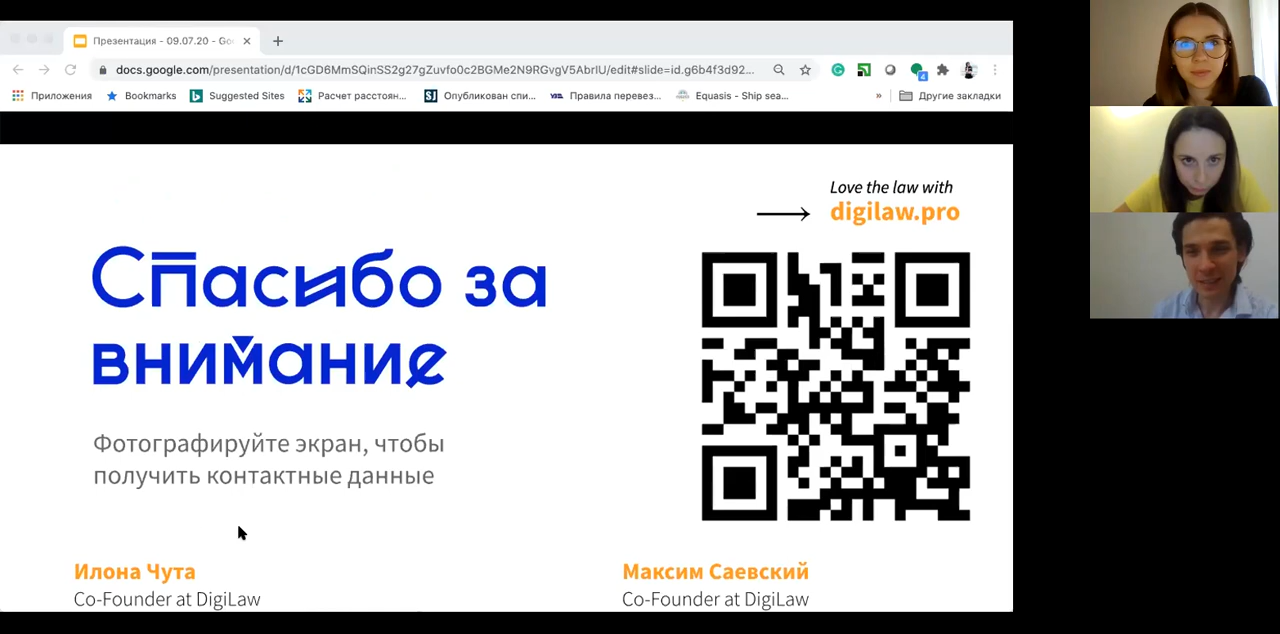 Презентация - 09.07.20 - Go
docs.google.com/presentation/d/1cGD6MmSQinSS2g27gZuvfo0c2BGMe2N9RGvgV5AbrIU/edit#slide=id.g6b4f3d92...
4
Приложения Bookmarks Suggested Sites Расчет расстоян... Опубликован спи... Правила перевез... Equasis - Ship sea... » Другие закладки
Love the law with
digilaw.pro
Спасибо за
внимание
Фотографируйте экран, чтобы
получить контактные данные
Илона Чута
Co-Founder at DigiLaw
Максим Саевский
Co-Founder at DigiLaw